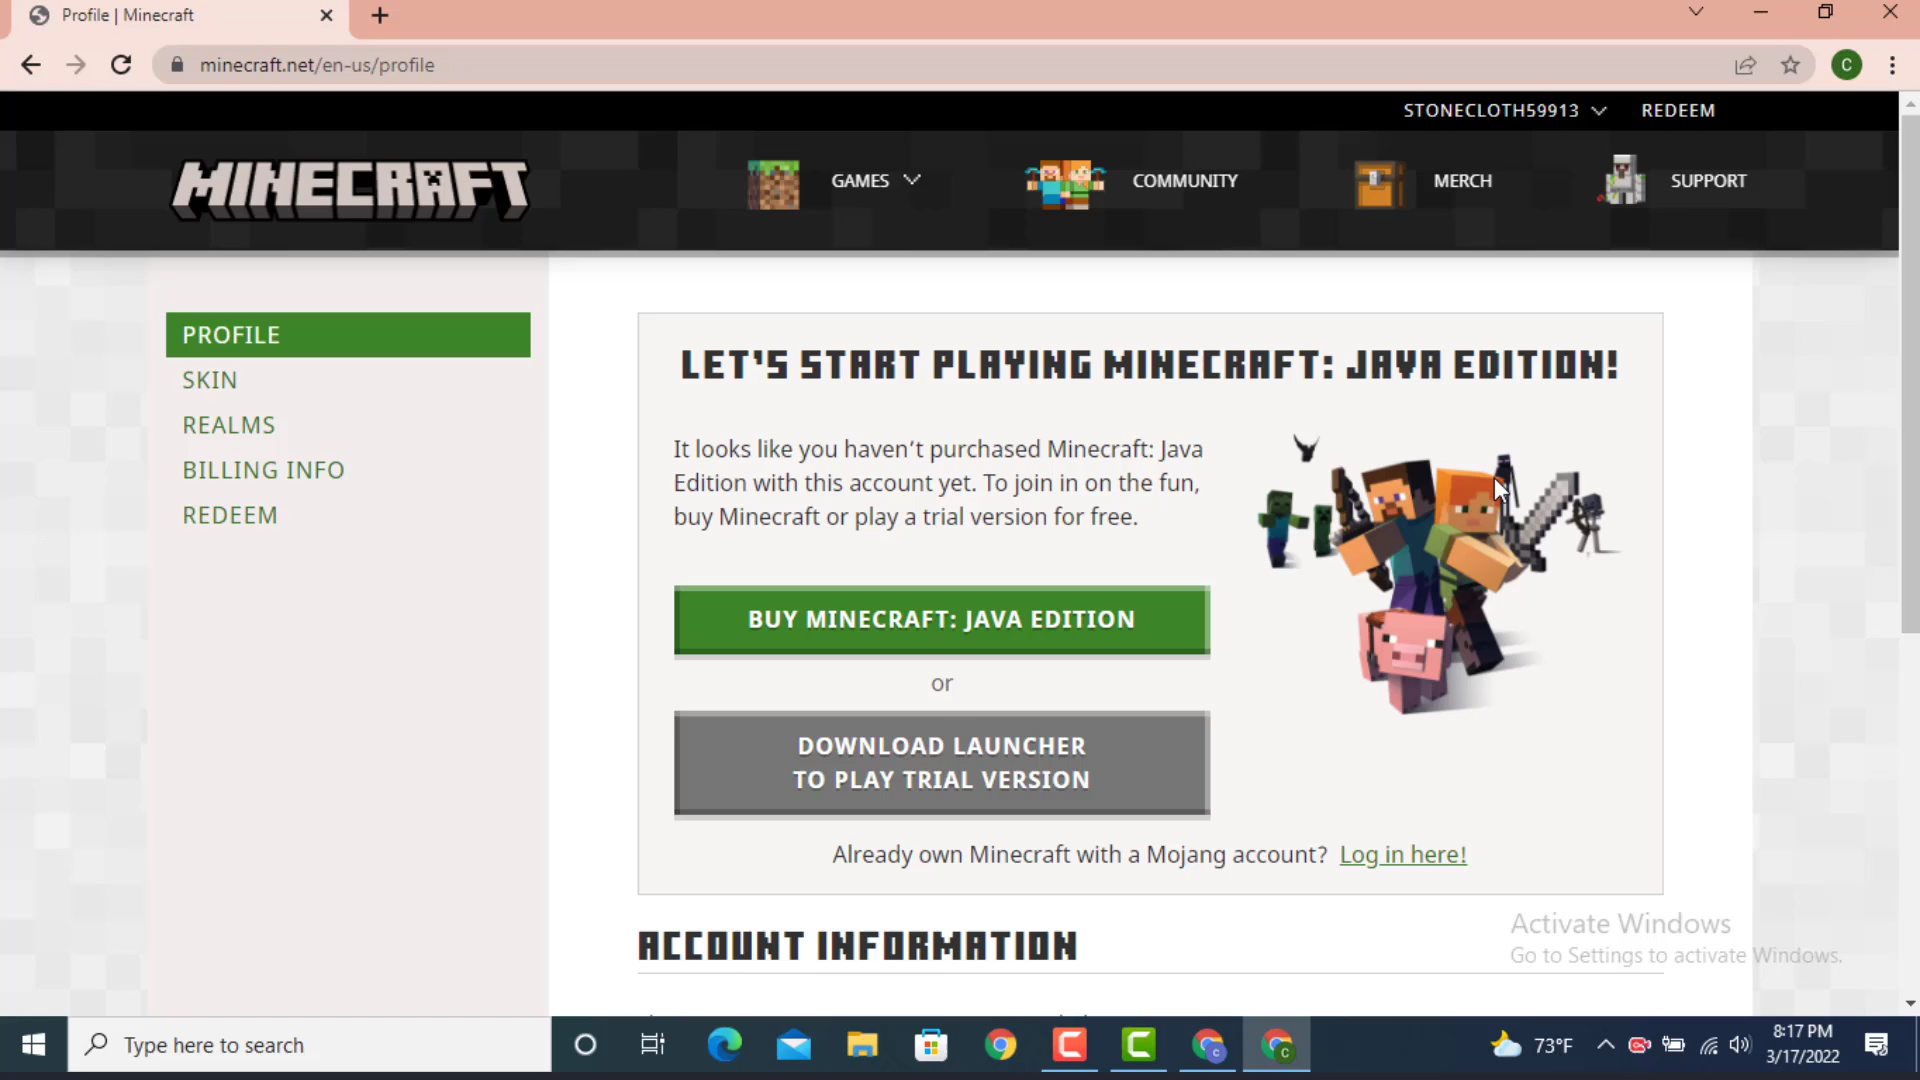 Profile | Minecraft
minecraft.net/en-us/profile
C
STONECLOTH59913
REDEEM
MINECRAFT
GAMES
COMMUNITY
MERCH
SUPPORT
PROFILE
SKIN
REALMS
BILLING INFO
REDEEM
LET'S START PLAYING MINECRAFT: JAVA EDITION!
It looks like you haven't purchased Minecraft: Java
Edition with this account yet. To join in on the fun,
buy Minecraft or play a trial version for free.
BUY MINECRAFT: JAVA EDITION
or
DOWNLOAD LAUNCHER
TO PLAY TRIAL VERSION
Already own Minecraft with a Mojang account? Log in here!
ACCOUNT INFORMATION
Activate Windows
Go to Settings to activate Windows.
Type here to search
C
C
C
C
73°F
8:17 PM
3/17/2022